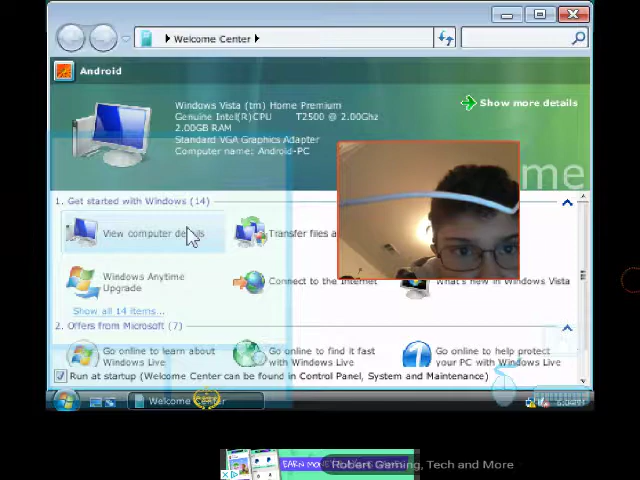 Welcome Center
Android
Windows Vista (tm) Home Premium
Genuine Intel(R)CPU T2500 @ 2.00Ghz
2.00GB RAM
Standard VGA Graphics Adapter
Computer name: Android-PC
Show more details
me
1. Get started with Windows (14)
View computer details
Transfer files a
Windows Anytime
Upgrade
Connect to the Internet
What's new in Windows Vista
Show all 14 items...
2. Offers from Microsoft (7)
Go online to learn about
Windows Live
Go online to find it fast
with Windows Live
Go online to help protect
your PC with Windows Live
Run at startup (Welcome Center can be found in Control Panel, System and Maintenance)
Welcome Center
EARN
Robert Gaming, Tech and More